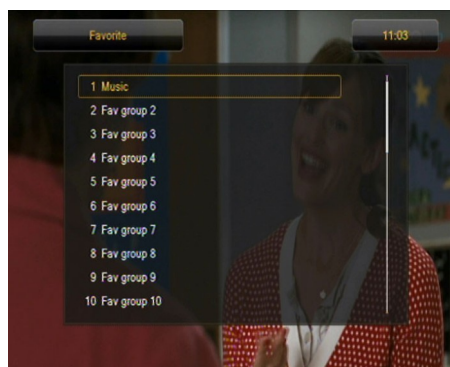 Favorite
11:03
1 Music
2 Fav group 2
3 Fav group 3
4 Fav group 4
5 Fav group 5
6 Fav group 6
7 Fav group 7
8 Fav group 8
9 Fav group 9
10 Fav group 10